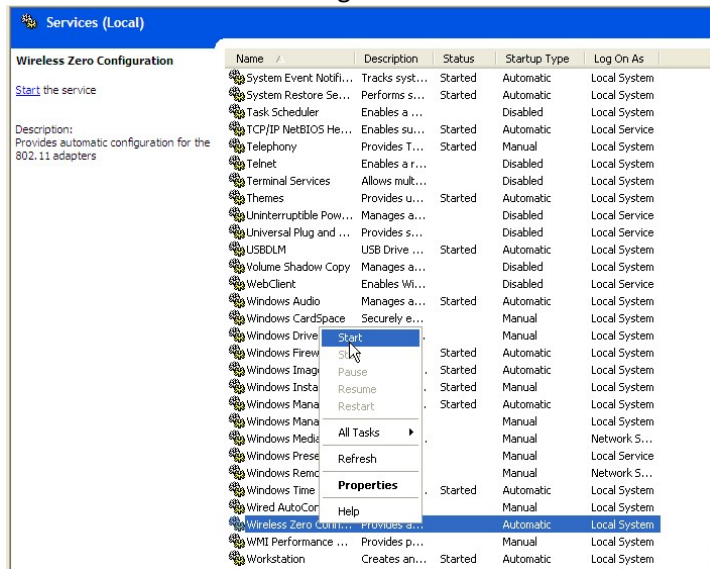 Services (Local)
Wireless Zero Configuration
Start the service
Description:
Provides automatic configuration for the
802.11 adapters
Name Description Status Startup Type Log On As
System Event Notifi... Tracks syst... Started Automatic Local System
System Restore Se... Performs s... Started Automatic Local System
Task Scheduler Enables a ... Disabled Local System
TCP/IP NetBIOS He... Enables su... Started Automatic Local Service
Telephony Provides T... Started Manual Local System
Telnet Enables a r... Disabled Local System
Terminal Services Allows mult... Disabled Local System
Themes Provides u... Started Automatic Local System
Uninterruptible Pow... Manages a... Disabled Local Service
Universal Plug and ... Provides s... Disabled Local Service
USBDLM USB Drive ... Started Automatic Local System
Volume Shadow Copy Manages a... Disabled Local System
WebClient Enables Wi... Disabled Local Service
Windows Audio Manages a... Started Automatic Local System
Windows CardSpace Securely e... Manual Local System
Windows Drive Manual Local System
Windows Firew Started Automatic Local System
Windows Imag . Started Automatic Local System
Windows Insta Started Manual Local System
Windows Mana . Started Automatic Local System
Windows Mana Manual Local System
Windows Media . Manual Network S...
Windows Prese Manual Local Service
Windows Remo Manual Network S...
Windows Time . Started Automatic Local System
Wired AutoCon Manual Local System
Wireless Zero Confi... Provides a... Automatic Local System
WMI Performance ... Provides p... Manual Local System
Workstation Creates an... Started Automatic Local System
Start
Pause
Resume
Restart
All Tasks
Refresh
Properties
Help